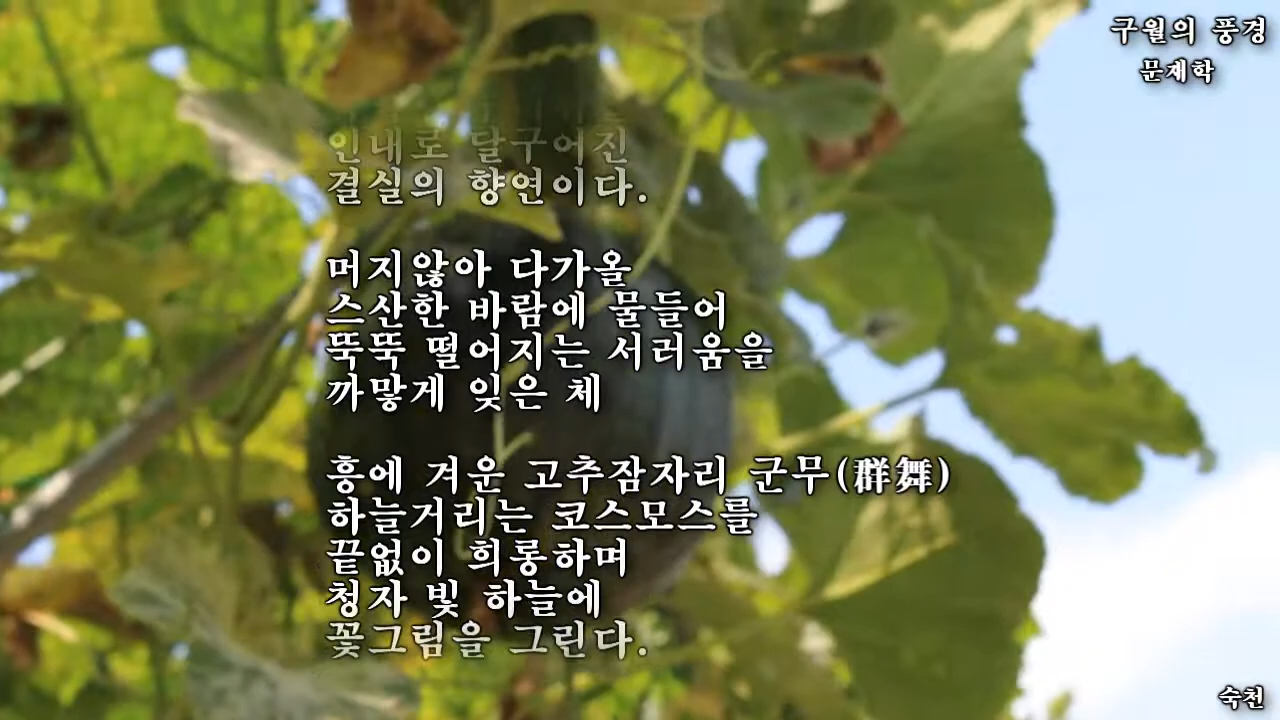 구월의 풍경
문재학
인내로 달구어진
결실의 향연이다.
머지않아 다가올
스산한 바람에 물들어
뚝뚝 떨어지는 서러움을
까맣게 잊은 체
흥에 겨운 고추잠자리 군무(群舞)
하늘거리는 코스모스를
끝없이 희롱하며
청자 빛 하늘에
꽃그림을 그린다.
숙천